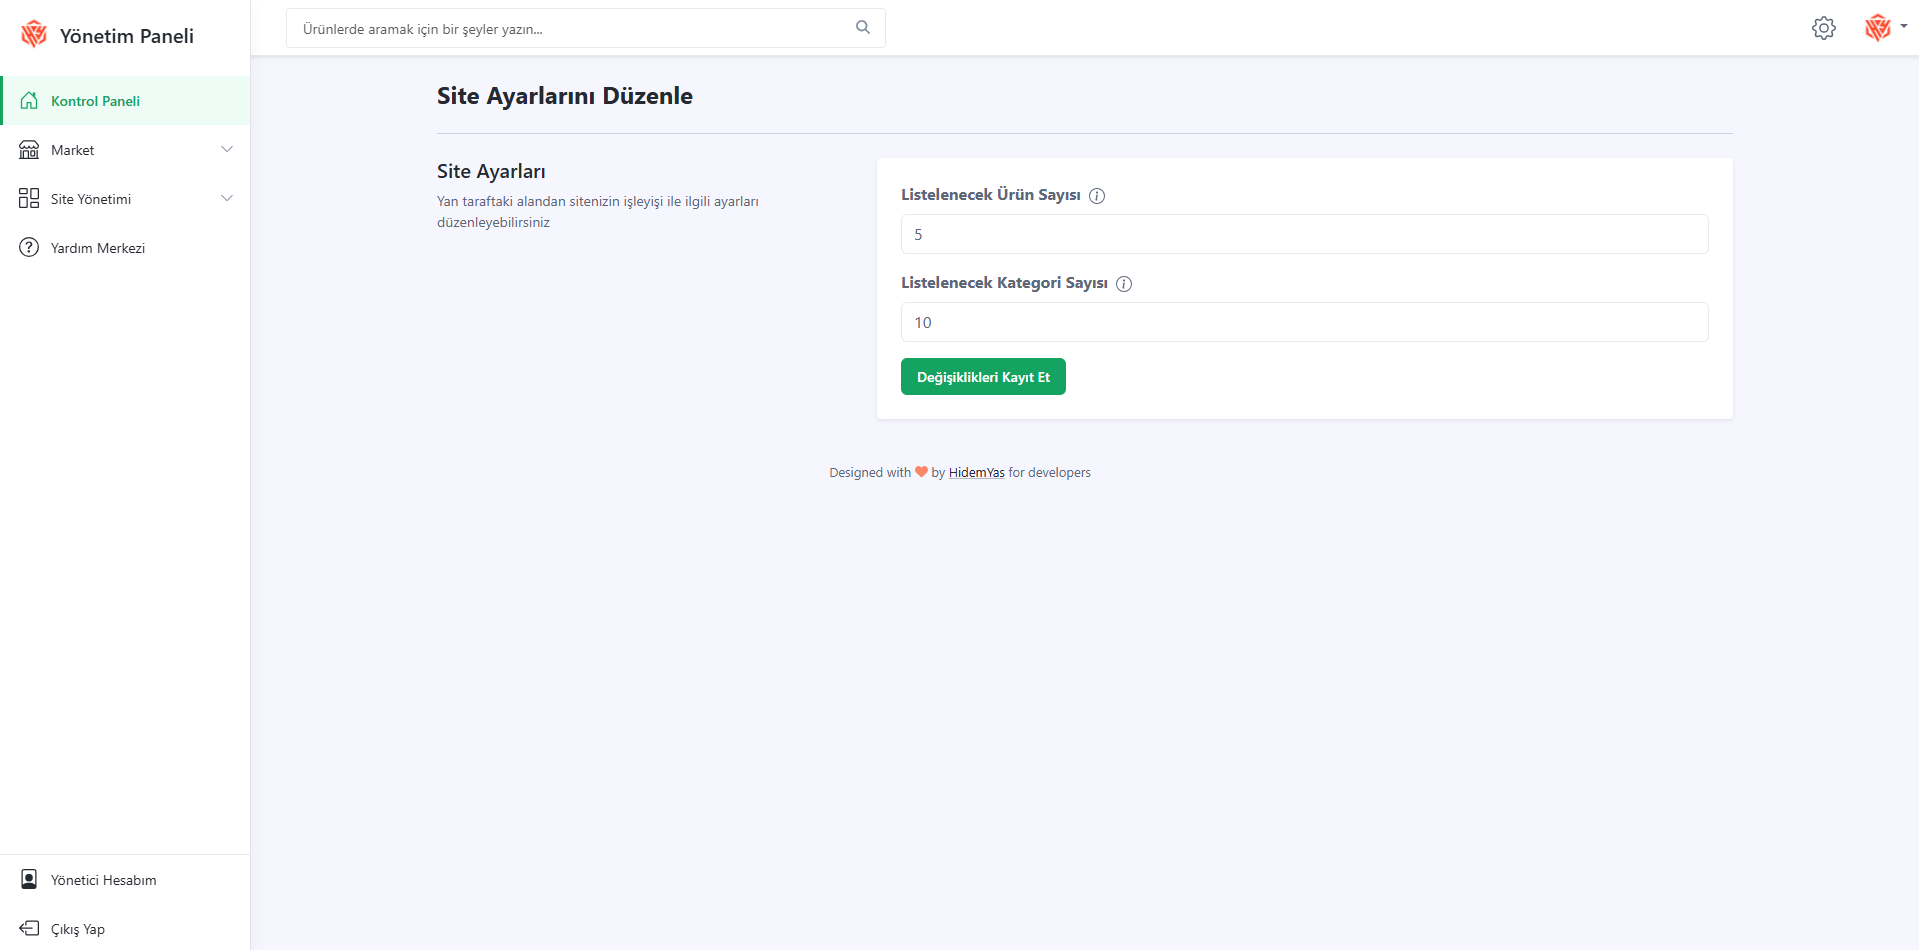 Yönetim Paneli
Ürünlerde aramak için bir şeyler yazın...
Kontrol Paneli
Market
Site Yönetimi
Yardım Merkezi
Site Ayarlarını Düzenle
Site Ayarları
Yan taraftaki alandan sitenizin işleyişi ile ilgili ayarları
düzenleyebilirsiniz
Listelenecek Ürün Sayısı
5
Listelenecek Kategori Sayısı
10
Değişiklikleri Kayıt Et
Designed with ❤ by HidemYas for developers
Yönetici Hesabım
Çıkış Yap